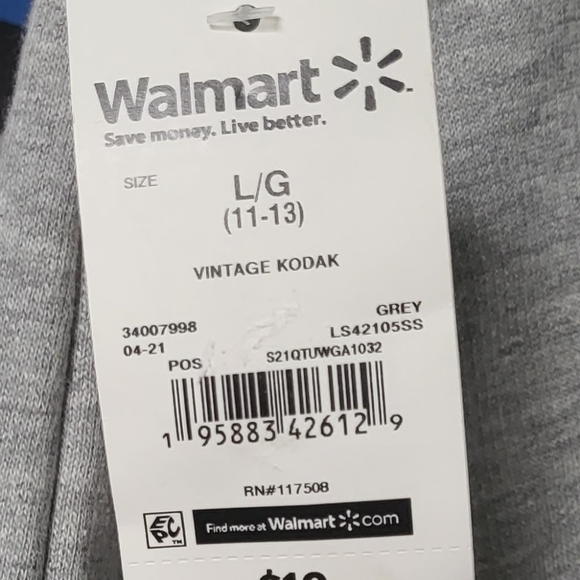 Walmart
Save money. Live better.
SIZE
L/G
(11-13)
VINTAGE KODAK
34007998
GREY
04-21
LS42105SS
POS
S21QTUWGA1032
1 95883 42612 9
RN#117508
EPC™
Find more at Walmart com